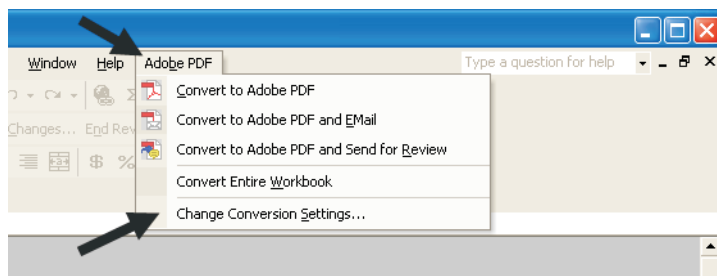 Window Help Adobe PDF Type a question for help
Convert to Adobe PDF
Changes... End Rev
Convert to Adobe PDF and EMail
Convert to Adobe PDF and Send for Review
$ %
Convert Entire Workbook
Change Conversion Settings...